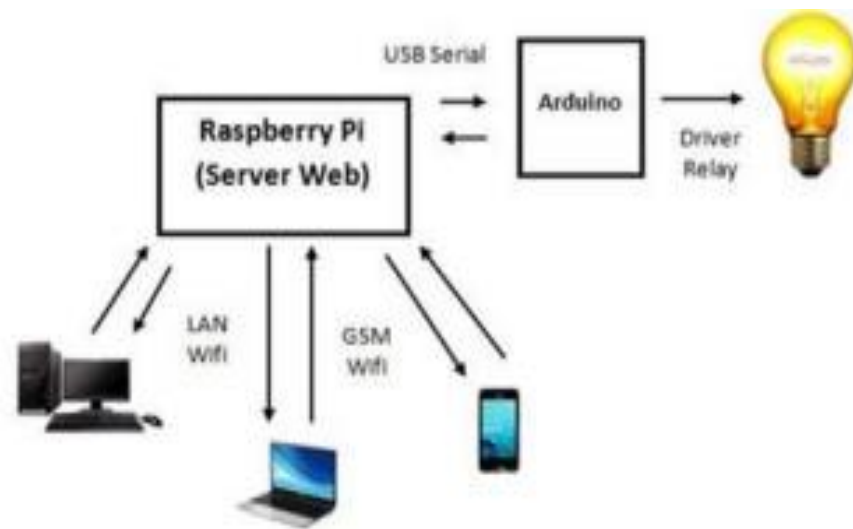 USB Serial
Arduino
Raspberry Pi
(Server Web)
Driver
Relay
LAN
Wifi
GSM
Wifi